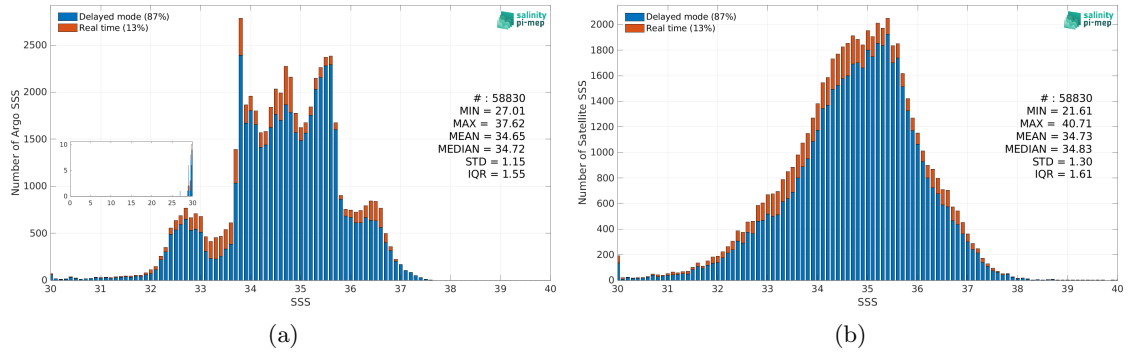 Delayed mode (87%)
Real time (13%)
salinity
pi-mep
2500
2000
1500
1000
500
0
Number of Argo SSS
# : 58830
MIN = 27.01
MAX = 37.62
MEAN = 34.65
MEDIAN = 34.72
STD = 1.15
IQR = 1.55
10
5
0
0 5 10 15 20 25 30
30 31 32 33 34 35 36 37 38 39 40
SSS
(a)
Delayed mode (87%)
Real time (13%)
salinity
pi-mep
2000
1800
1600
1400
1200
1000
800
600
400
200
0
Number of Satellite SSS
# : 58830
MIN = 21.61
MAX = 40.71
MEAN = 34.73
MEDIAN = 34.83
STD = 1.30
IQR = 1.61
30 31 32 33 34 35 36 37 38 39 40
SSS
(b)